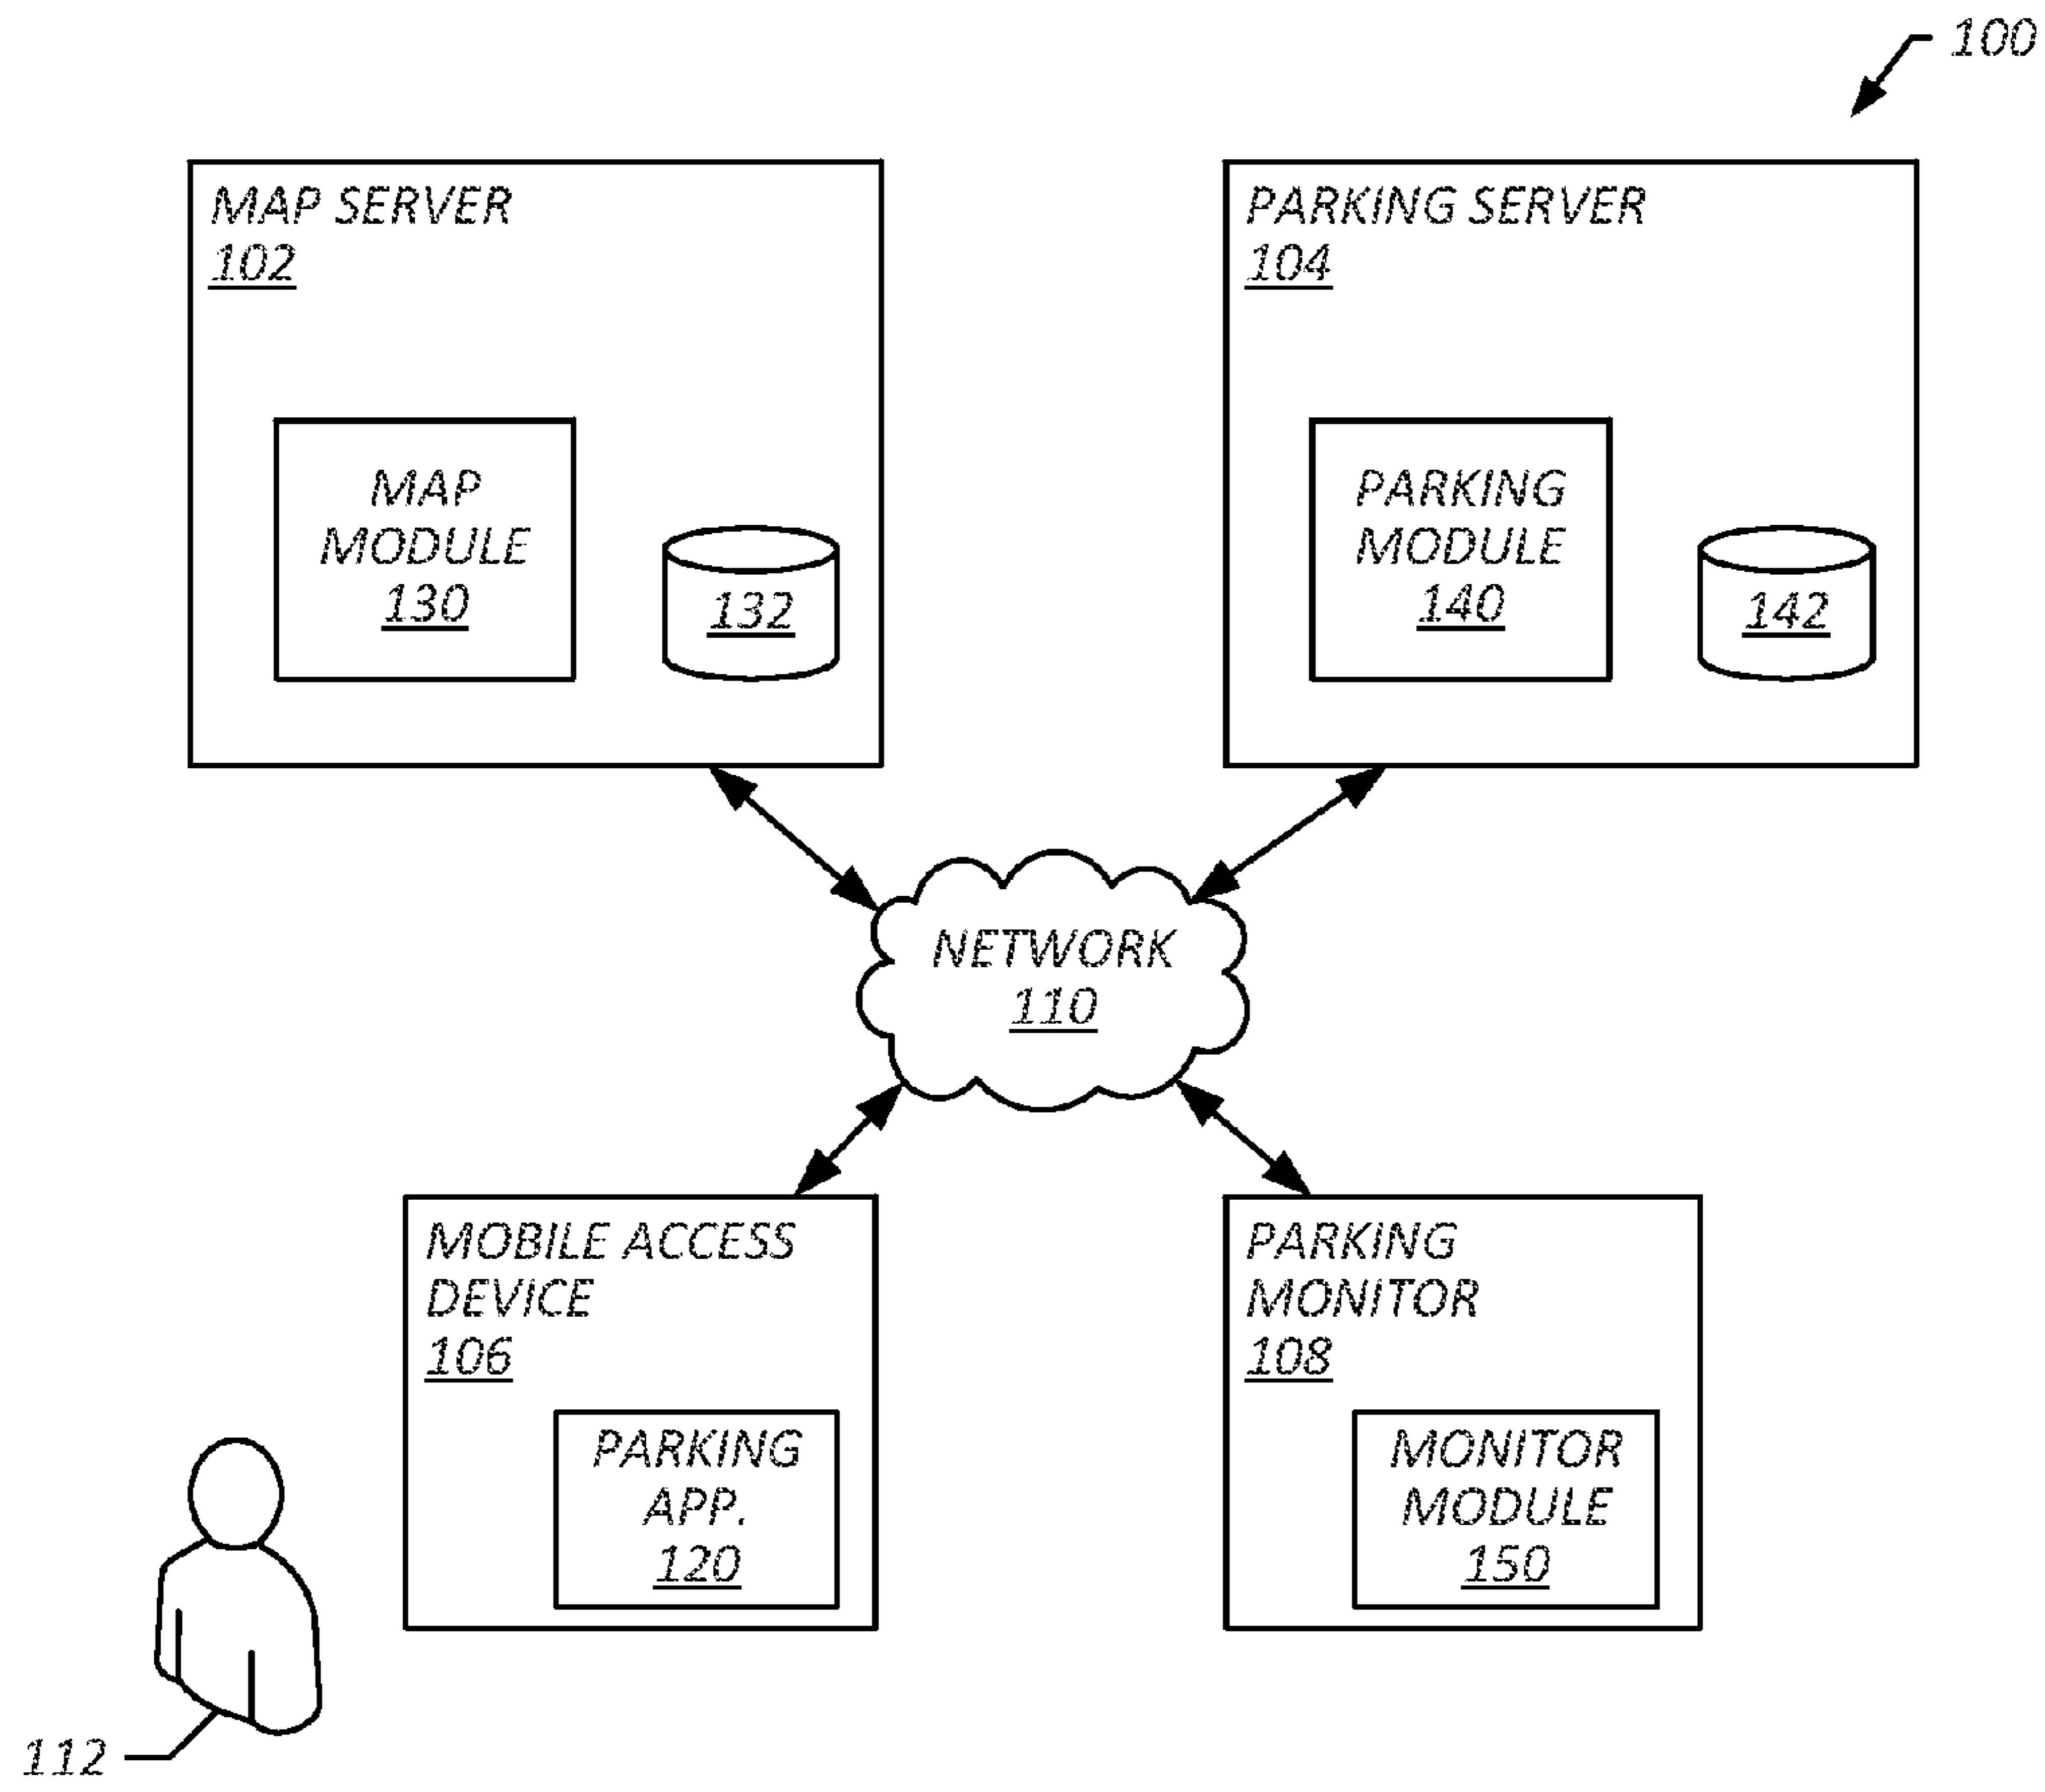 100
MAP SERVER
102
PARKING SERVER
104
MAP
MODULE
130
132
PARKING
MODULE
140
142
NETWORK
110
MOBILE ACCESS
DEVICE
106
PARKING
APP.
120
PARKING
MONITOR
108
MONITOR
MODULE
150
112